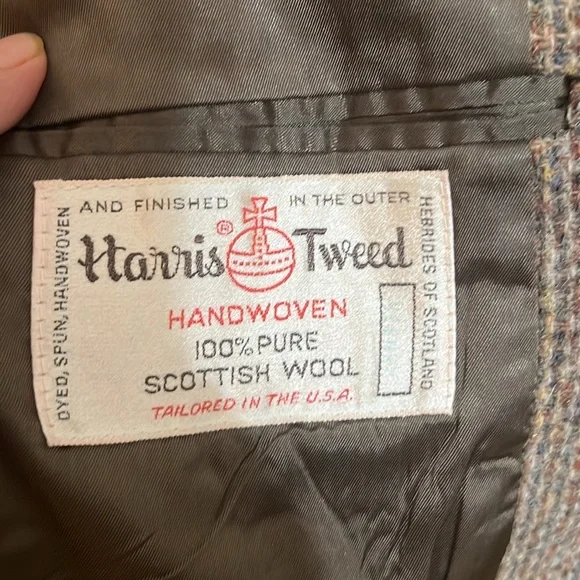 DYED, SPUN, HANDWOVEN
AND FINISHED IN THE OUTER
HEBRIDES OF SCOTLAND
Harris® Tweed
HANDWOVEN
100% PURE
SCOTTISH WOOL
TAILORED IN THE U.S.A.